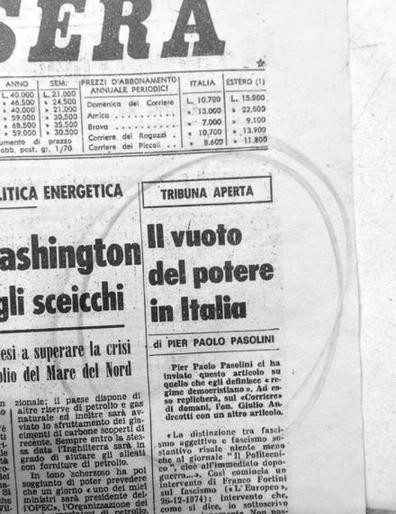 SERA
ANNO SEM:
L. 40.000 L. 21.000
» 46.500 » 24.500
» 40.000 » 21.000
» 59.000 » 30.500
» 68.500 » 35.500
» 59.000 » 30.500
umento di prezzo
abb. post. gr. 1/70
PREZZI D'ABBONAMENTO ITALIA ESTERO (1)
ANNUALE PERIODICI
Domenica del Corriere L. 10.700 L. 15.900
Amica . . . . . . . . » 13.000 » 22.500
Brava . . . . . . . . » 7.000 » 9.100
Corriere dei Ragazzi . » 10.700 » 13.900
Corriere dei Piccoli . . » 8.600 » 11.800
LITICA ENERGETICA
ashington
gli sceicchi
esi a superare la crisi
olio del Mare del Nord
zionale: il paese dispone di
altre riserve di petrolio e gas
naturale ed inoltre sarà av-
viato lo sfruttamento dei gia-
cimenti di carbone scoperti di
recente. Sempre entro la stes-
sa data l'Inghilterra sarà in
grado di aiutare gli alleati
con forniture di petrolio.
In tono scherzoso ha poi
soggiunto di poter prevedere
che un giorno « uno dei miei
ministri sarà presidente del-
l'OPEC», l'Organizzazione dei
TRIBUNA APERTA
Il vuoto
del potere
in Italia
di PIER PAOLO PASOLINI
Pier Paolo Pasolini ci ha
inviato questo articolo su
quello che egli definisce « re-
gime democristiano ». Ad es-
so replicherà, sul «Corriere»
di domani, l'on. Giulio An-
dreotti con un altro articolo.
« La distinzione tra fasci-
smo aggettivo e fascismo so-
stantivo risale niente meno
che al giornale " Il Politecni-
co ", cioè all'immediato dopo-
guerra...». Così comincia un
intervento di Franco Fortini
sul fascismo (« L'Europeo »,
26-12-1974): intervento che,
come si dice, io sottoscrivo